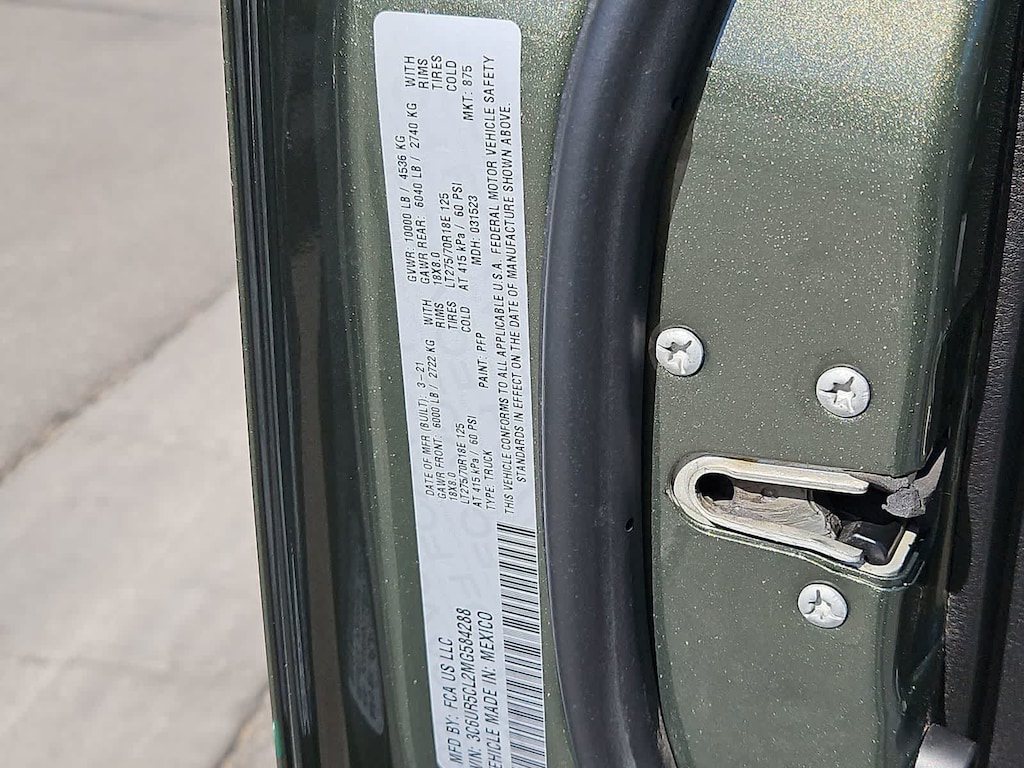 MFD BY: FCA US LLC
VIN: 3C6UR5CL2MG584288
VEHICLE MADE IN: MEXICO
DATE OF MFR (BUILT): 3-21
GAWR FRONT: 6000 LB / 2722 KG WITH
18X8.0 RIMS
LT275/70R18E 125 TIRES
AT 415 kPa / 60 PSI COLD
GVWR: 10000 LB / 4536 KG
GAWR REAR: 6040 LB / 2740 KG WITH
18X8.0 RIMS
LT275/70R18E 125 TIRES
AT 415 kPa / 60 PSI COLD
TYPE: TRUCK PAINT: PFP MDH: 031523 MKT: 875
THIS VEHICLE CONFORMS TO ALL APPLICABLE U.S.A. FEDERAL MOTOR VEHICLE SAFETY
STANDARDS IN EFFECT ON THE DATE OF MANUFACTURE SHOWN ABOVE.